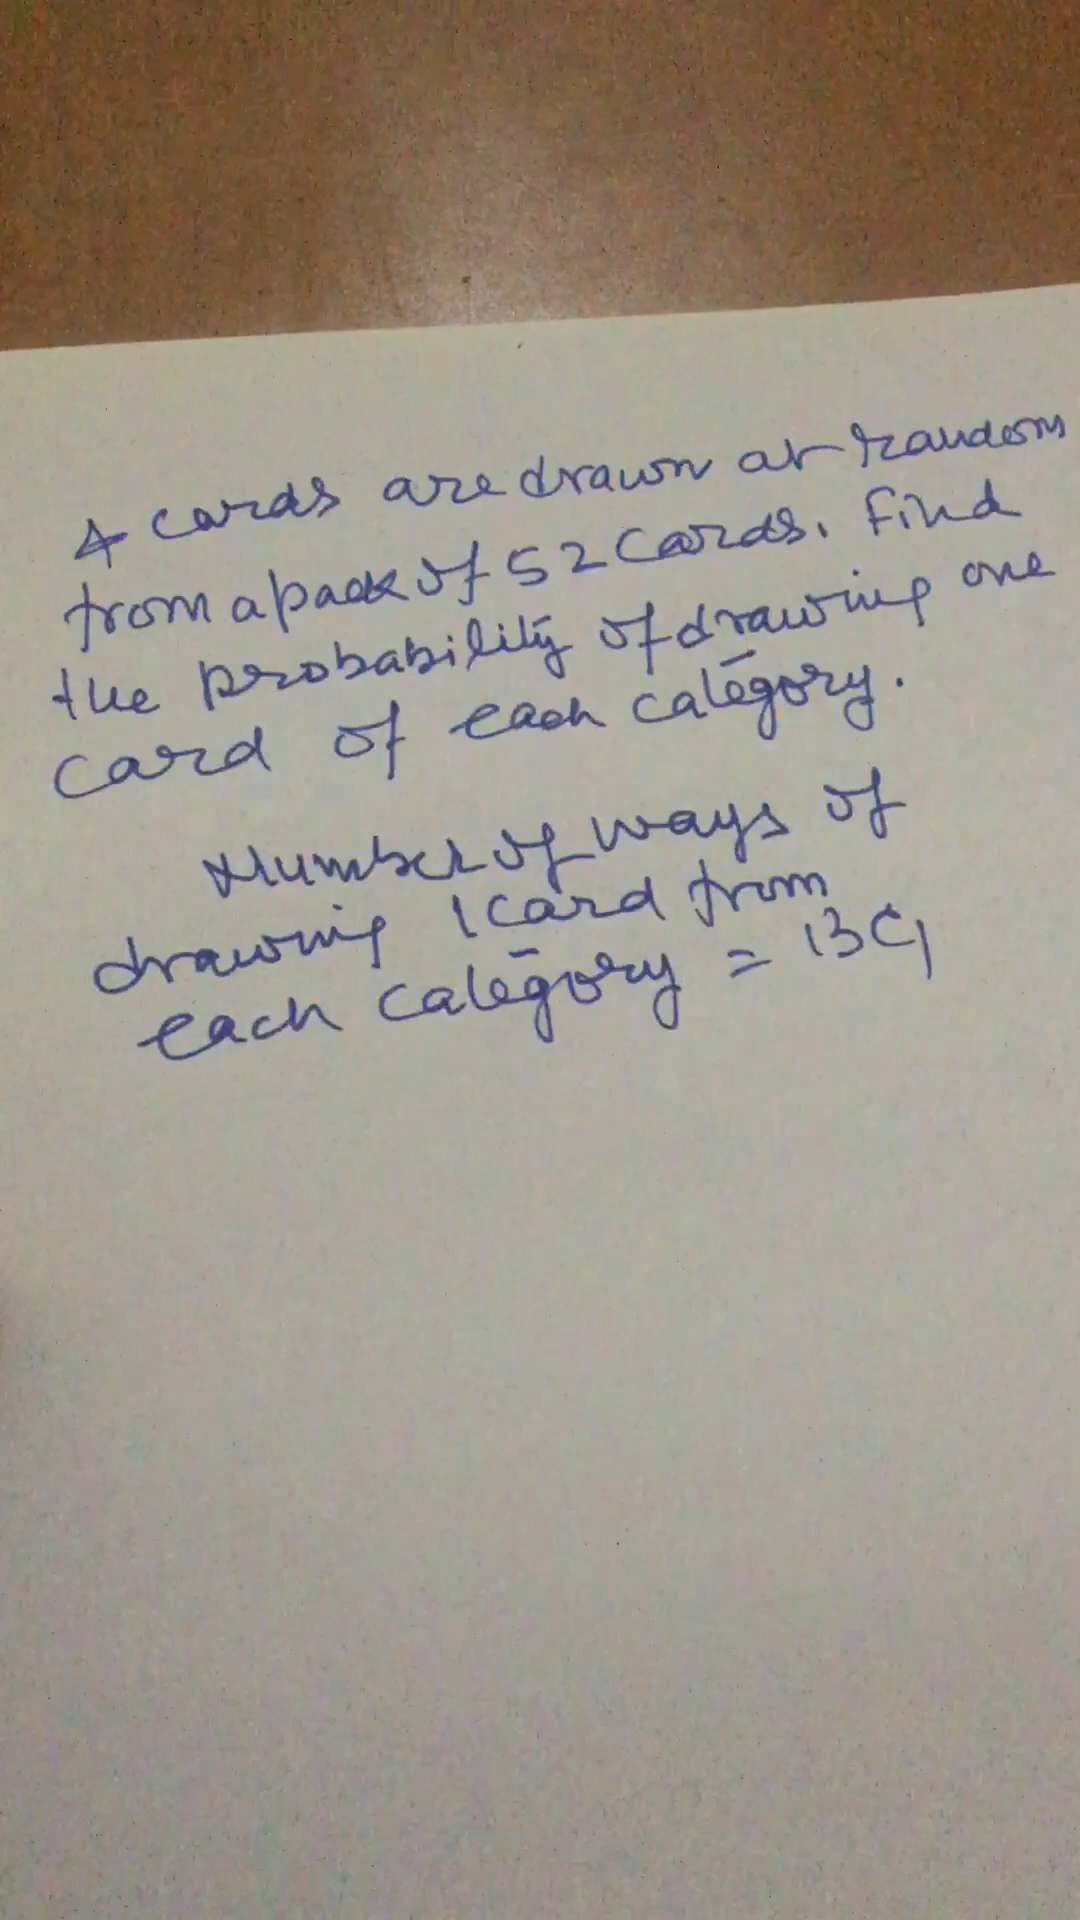 4 cards are drawn at random
from a pack of 52 cards. Find
the probability of drawing one
card of each category.
Number of ways of
drawing 1 card from
each category = 13C1